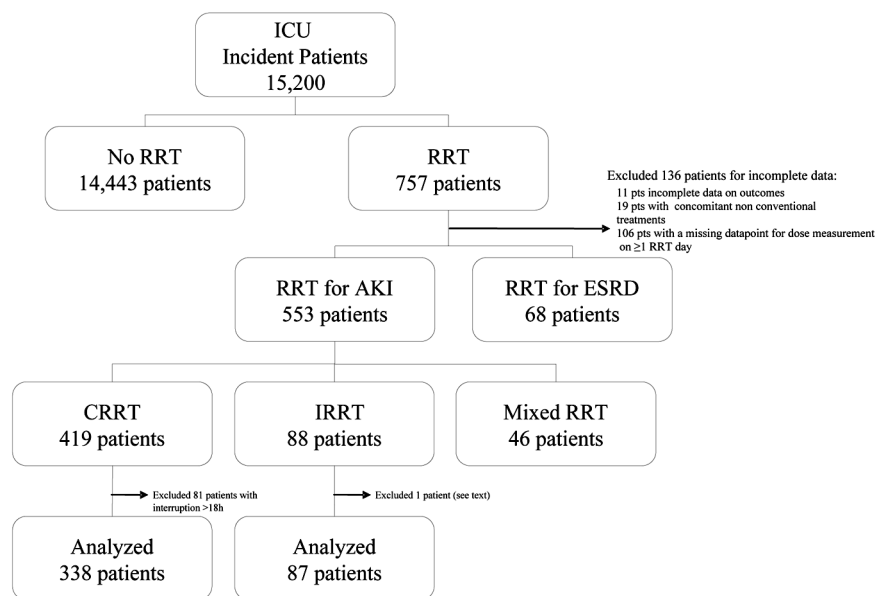 ICU
Incident Patients
15,200
No RRT
14,443 patients
RRT
757 patients
Excluded 136 patients for incomplete data:
11 pts incomplete data on outcomes
19 pts with concomitant non conventional
treatments
106 pts with a missing datapoint for dose measurement
on ≥1 RRT day
RRT for AKI
553 patients
RRT for ESRD
68 patients
CRRT
419 patients
IRRT
88 patients
Mixed RRT
46 patients
Excluded 81 patients with
interruption >18h
Excluded 1 patient (see text)
Analyzed
338 patients
Analyzed
87 patients